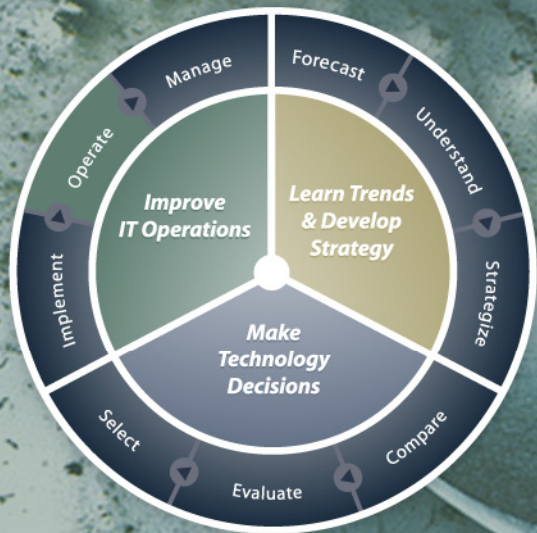 Forecast
Understand
Strategize
Compare
Evaluate
Select
Implement
Operate
Manage
Learn Trends
& Develop
Strategy
Make
Technology
Decisions
Improve
IT Operations